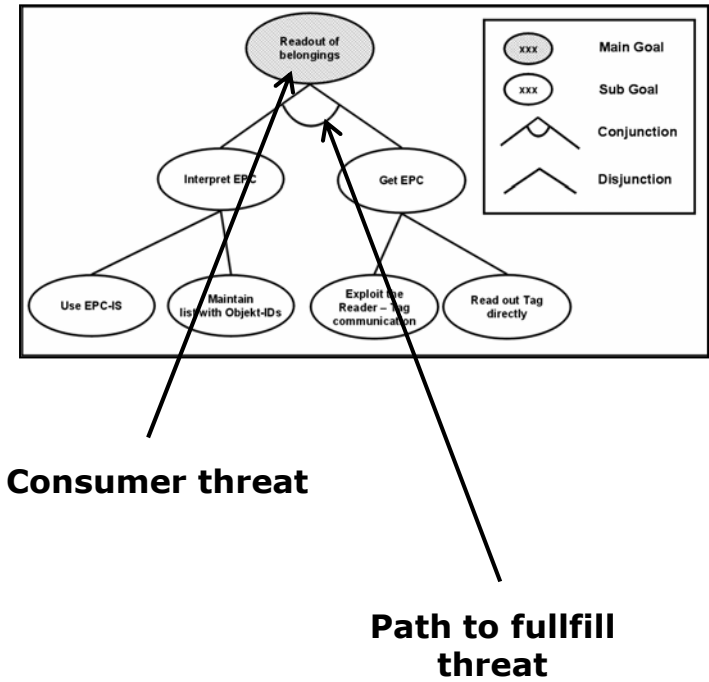 Readout of
belongings
xxx
Main Goal
xxx
Sub Goal
Conjunction
Disjunction
Interpret EPC
Get EPC
Use EPC-IS
Maintain
list with Objekt-IDs
Exploit the
Reader – Tag
communication
Read out Tag
directly
Consumer threat
Path to fullfill
threat